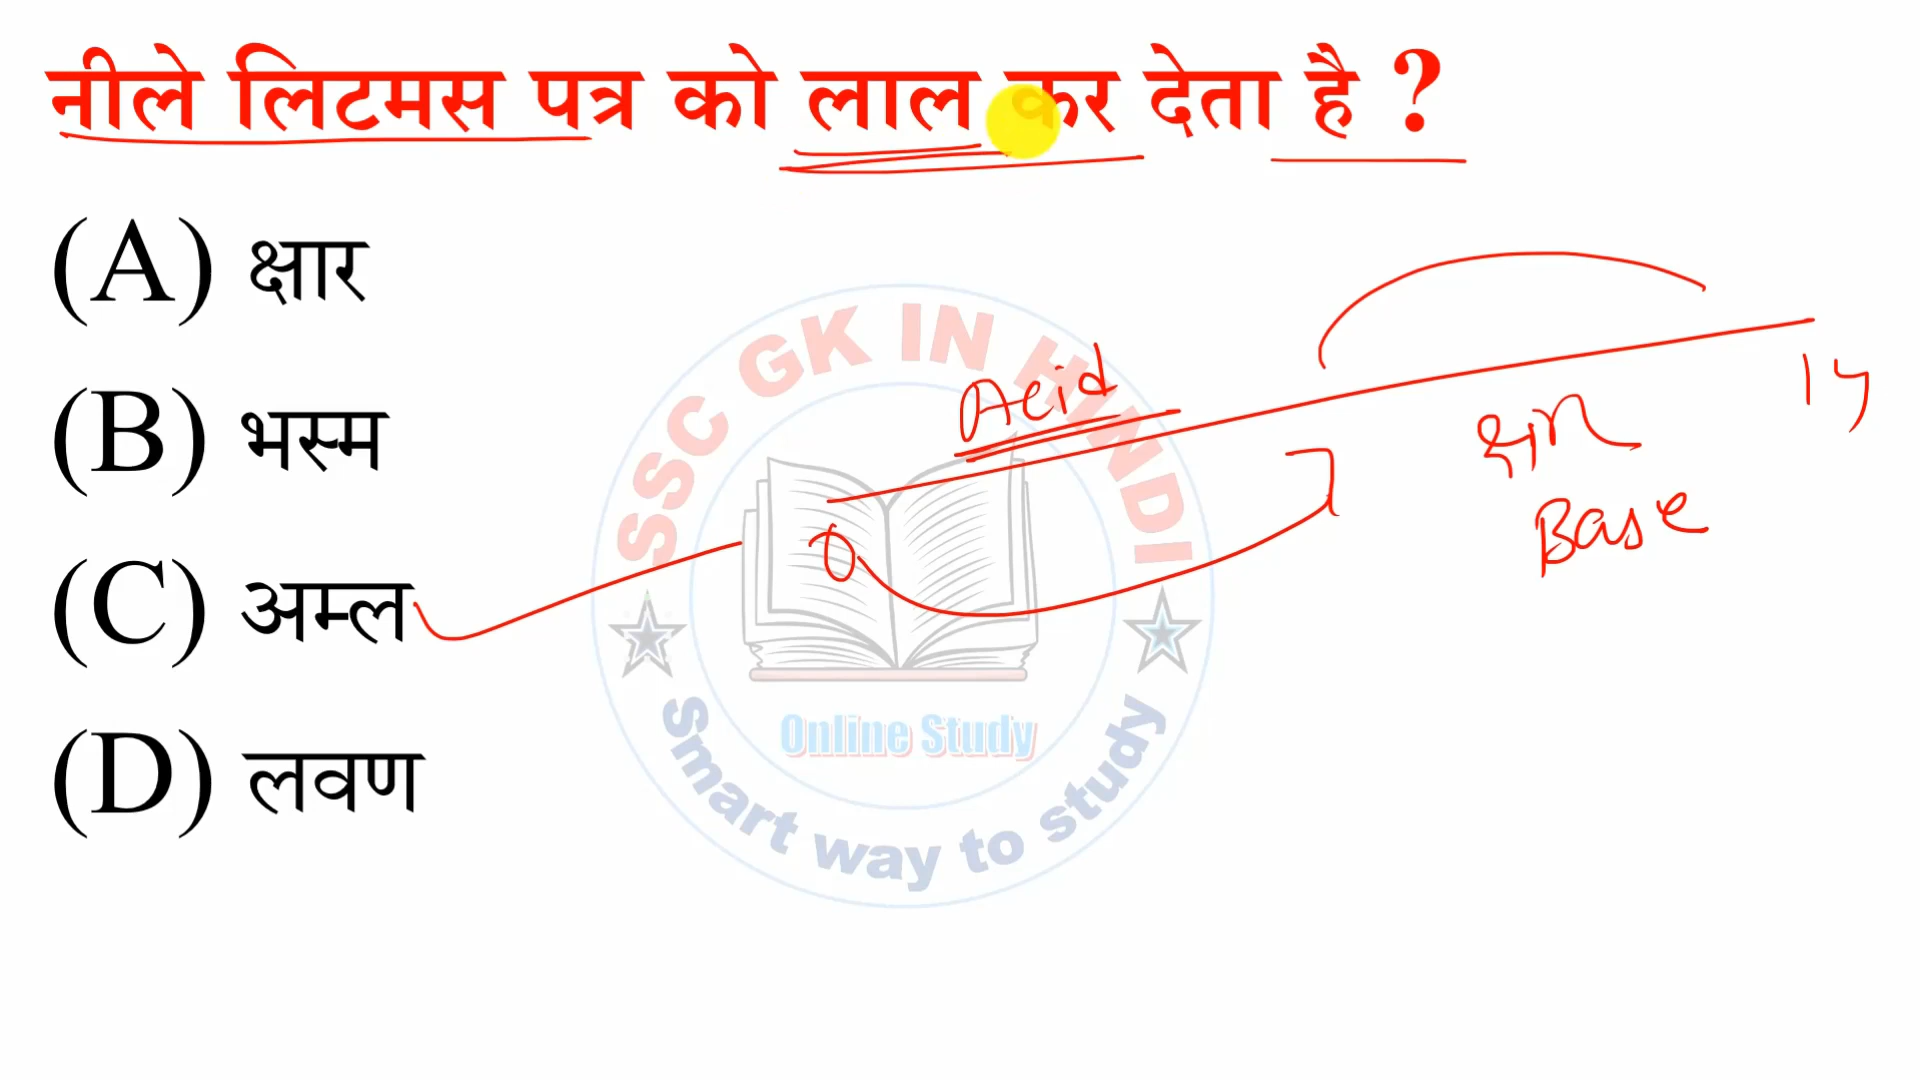 नीले लिटमस पत्र को लाल कर देता है ?
(A) क्षार
(B) भस्म
(C) अम्ल
(D) लवण
SSC GK IN HINDI
Online Study
Smart way to study
Acid
0
7
14
क्षार
Base